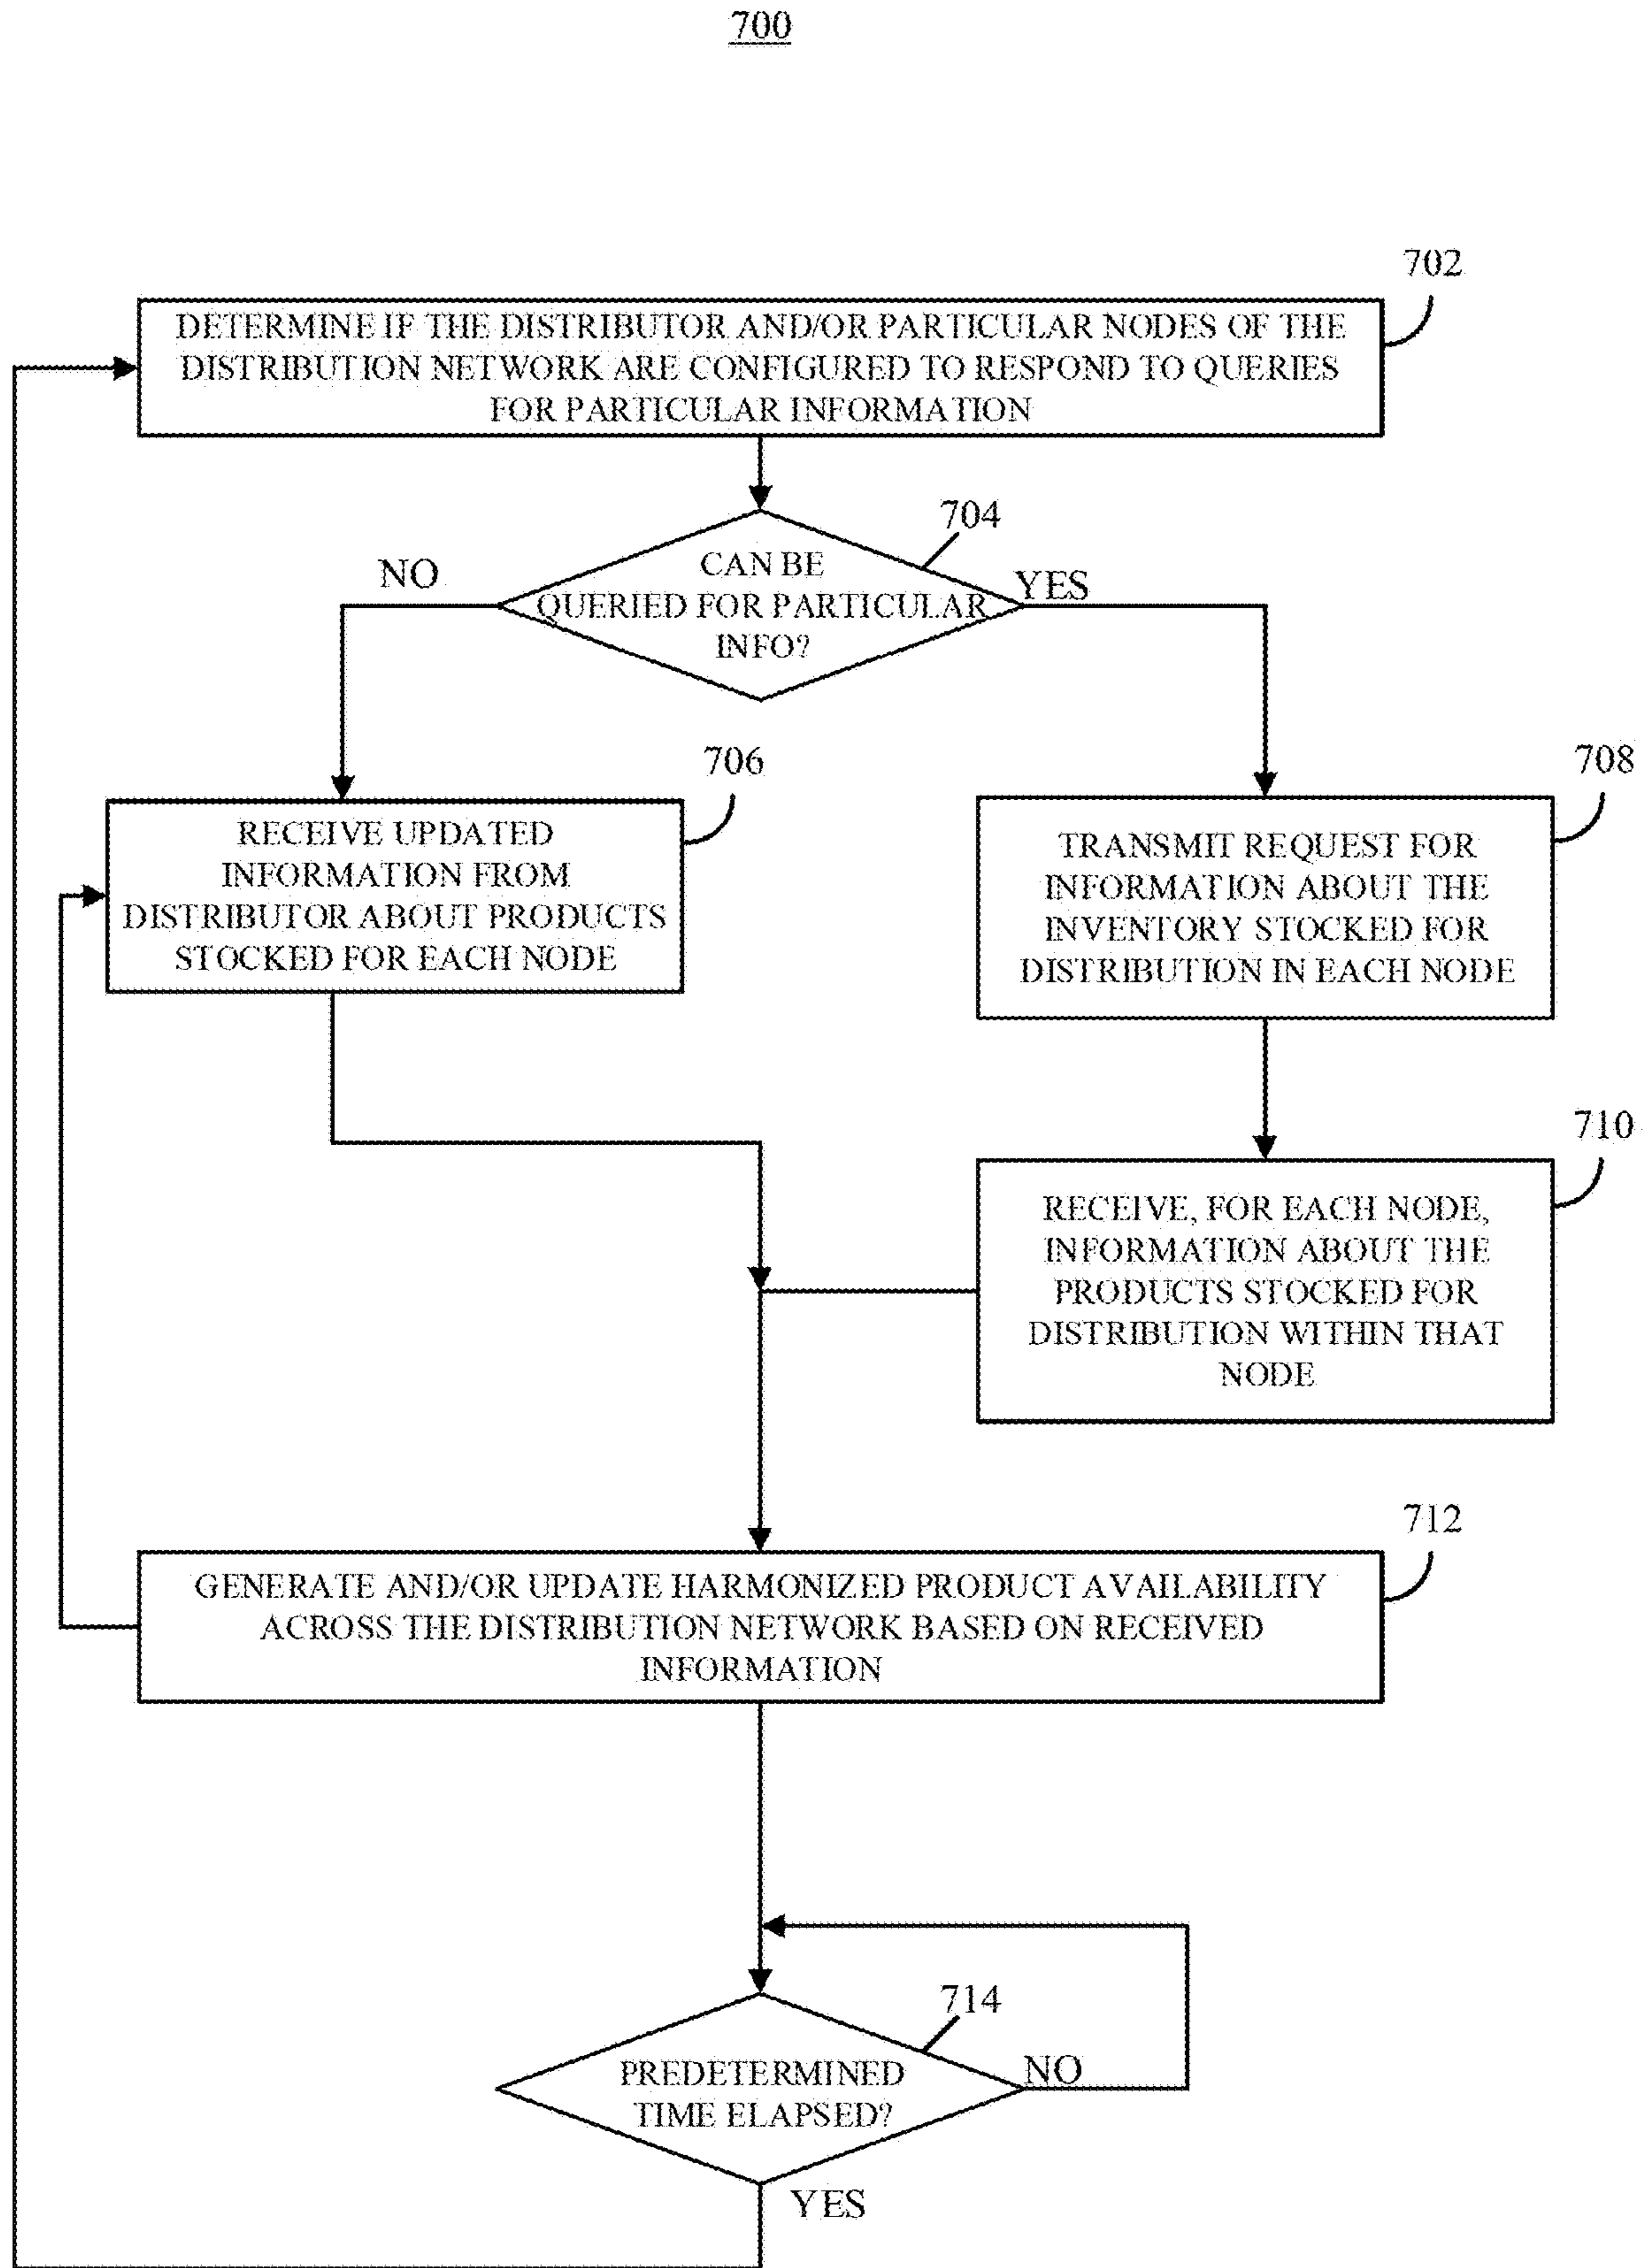 700
702
DETERMINE IF THE DISTRIBUTOR AND/OR PARTICULAR NODES OF THE
DISTRIBUTION NETWORK ARE CONFIGURED TO RESPOND TO QUERIES
FOR PARTICULAR INFORMATION
704
NO
CAN BE
QUERIED FOR PARTICULAR
INFO?
YES
706
RECEIVE UPDATED
INFORMATION FROM
DISTRIBUTOR ABOUT PRODUCTS
STOCKED FOR EACH NODE
708
TRANSMIT REQUEST FOR
INFORMATION ABOUT THE
INVENTORY STOCKED FOR
DISTRIBUTION IN EACH NODE
710
RECEIVE, FOR EACH NODE,
INFORMATION ABOUT THE
PRODUCTS STOCKED FOR
DISTRIBUTION WITHIN THAT
NODE
712
GENERATE AND/OR UPDATE HARMONIZED PRODUCT AVAILABILITY
ACROSS THE DISTRIBUTION NETWORK BASED ON RECEIVED
INFORMATION
714
PREDETERMINED
TIME ELAPSED?
NO
YES